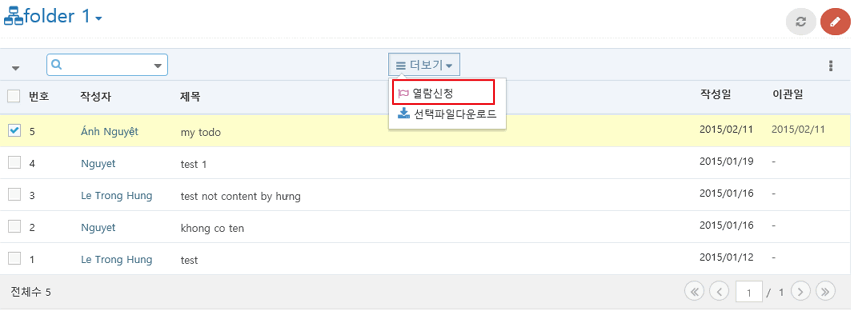 folder 1
더보기
열람신청
선택파일다운로드
번호 작성자 제목 작성일 이관일
5 Ánh Nguyệt my todo 2015/02/11 2015/02/11
4 Nguyet test 1 2015/01/19 -
3 Le Trong Hung test not content by hưng 2015/01/16 -
2 Nguyet khong co ten 2015/01/16 -
1 Le Trong Hung test 2015/01/12 -
전체수 5 1 / 1